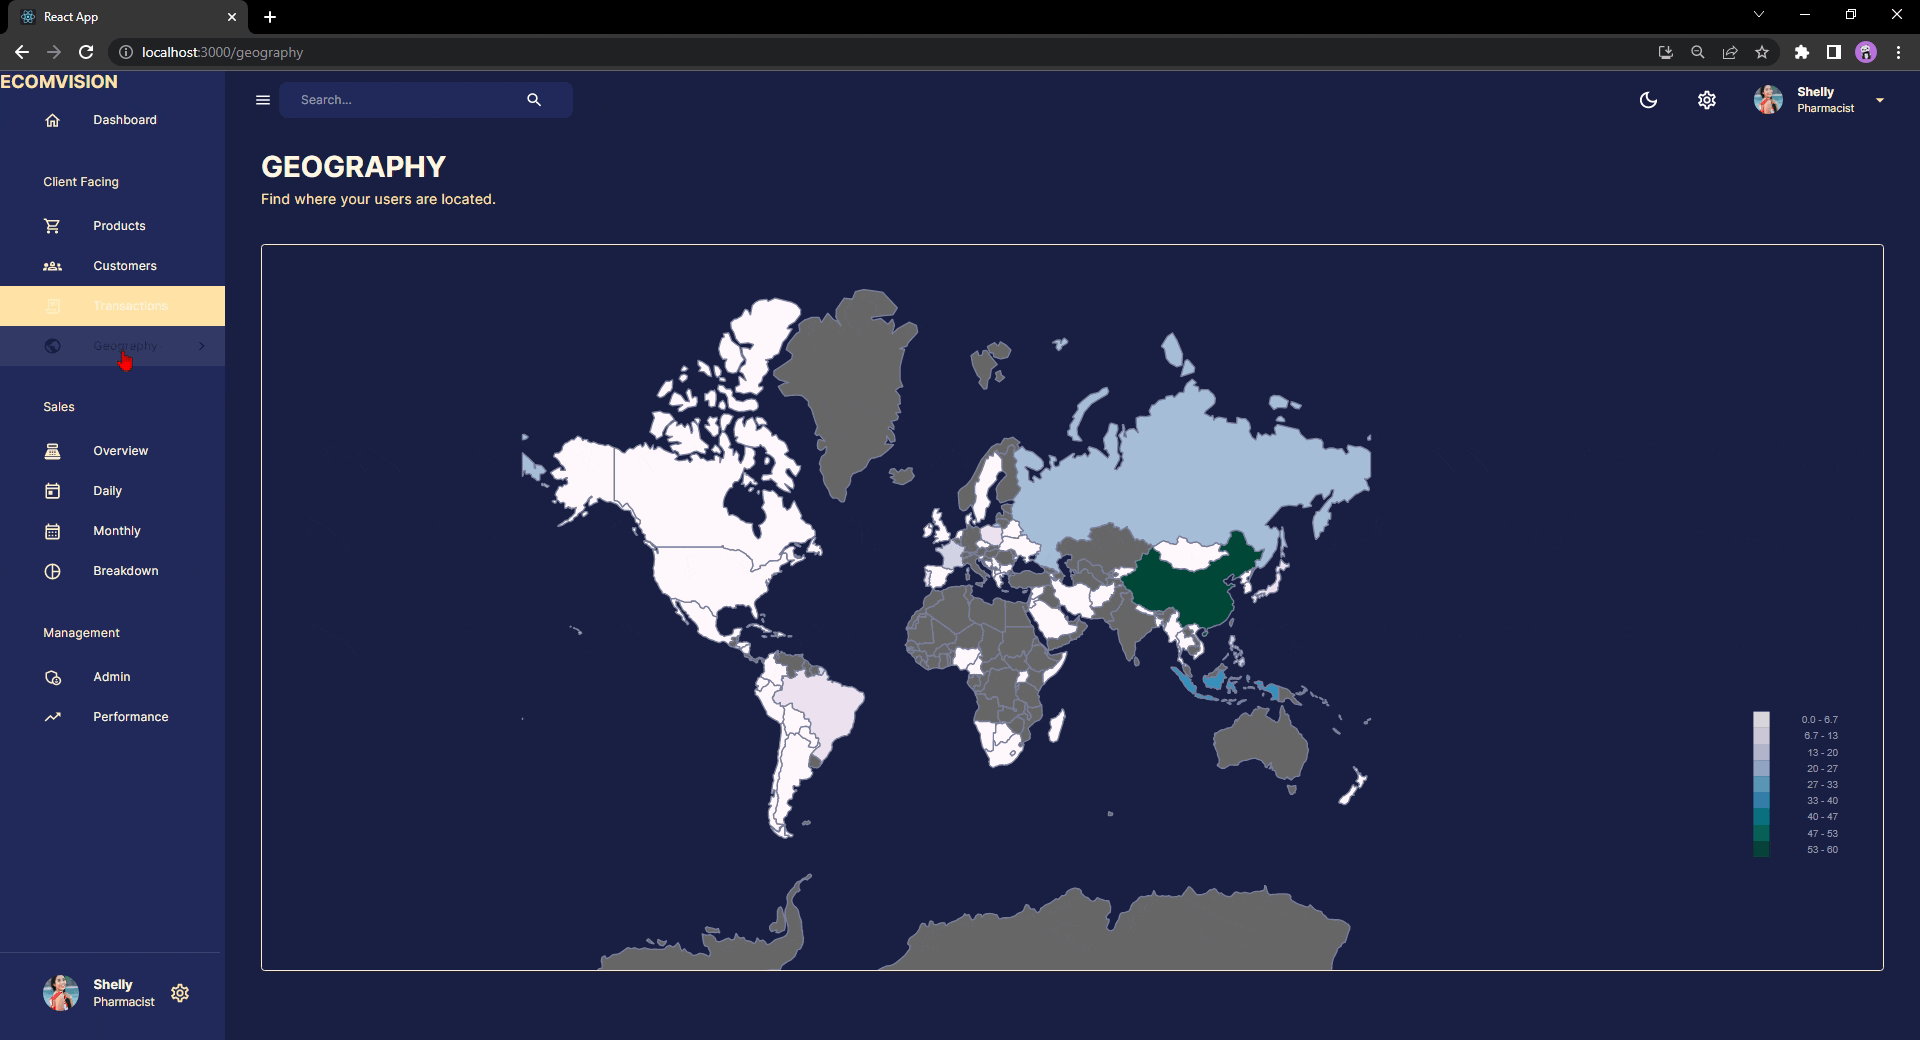 React App
localhost:3000/geography
ECOMVISION
Dashboard
Client Facing
Products
Customers
Transactions
Geography
Sales
Overview
Daily
Monthly
Breakdown
Management
Admin
Performance
Shelly
Pharmacist
Search...
Shelly
Pharmacist
GEOGRAPHY
Find where your users are located.
0.0 - 6.7
6.7 - 13
13 - 20
20 - 27
27 - 33
33 - 40
40 - 47
47 - 53
53 - 60